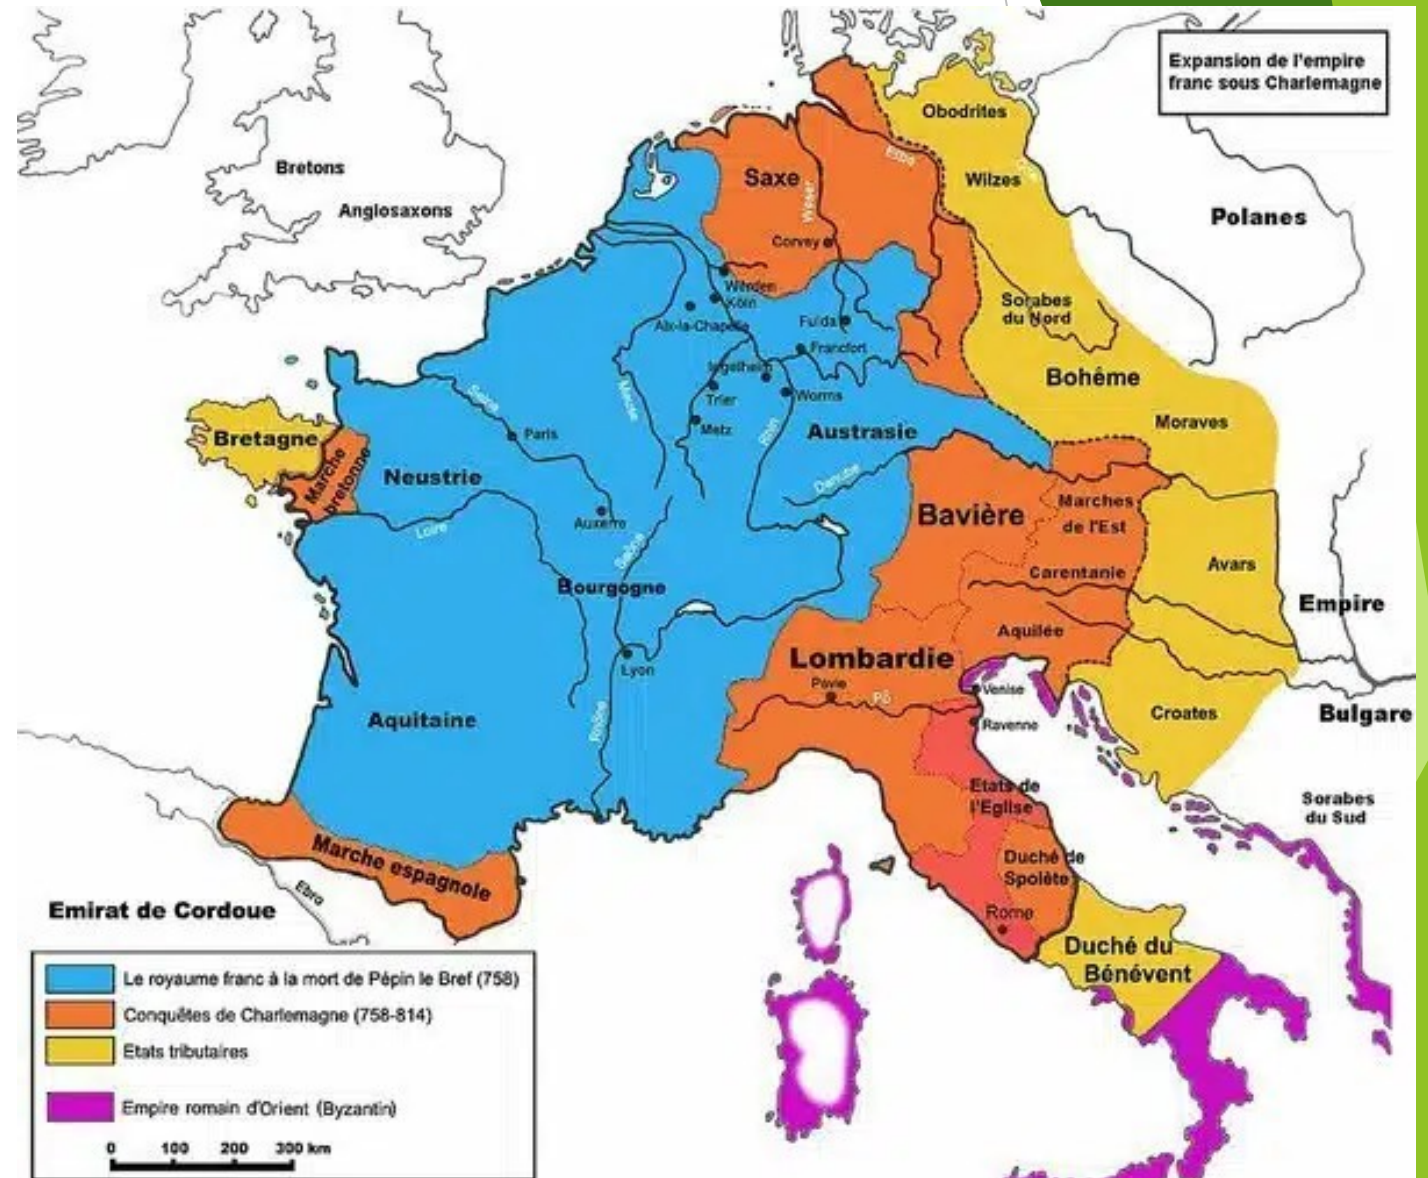 Expansion de l'empire
franc sous Charlemagne
Obodrites
Bretons
Saxe
Elbe
Wilzes
Anglosaxons
Weser
Polanes
Corvey
Werden
Köln
Sorabes
du Nord
Aix-la-Chapelle
Fulda
Francfort
Ingelheim
Bohême
Meuse
Trier
Worms
Seine
Moraves
Metz
Rhin
Paris
Austrasie
Bretagne
Marche
bretonne
Neustrie
Danube
Marches
de l'Est
Bavière
Auxerre
Loire
Saône
Avars
Carentanie
Bourgogne
Empire
Aquilée
Lombardie
Lyon
Pavie
Pô
Venise
Aquitaine
Rhône
Ravenne
Croates
Bulgare
Etats de
l'Eglise
Sorabes
du Sud
Marche espagnole
Duché de
Spolète
Ebro
Emirat de Cordoue
Rome
Duché du
Bénévent
Le royaume franc à la mort de Pépin le Bref (758)
Conquêtes de Charlemagne (758-814)
Etats tributaires
Empire romain d'Orient (Byzantin)
0 100 200 300 km